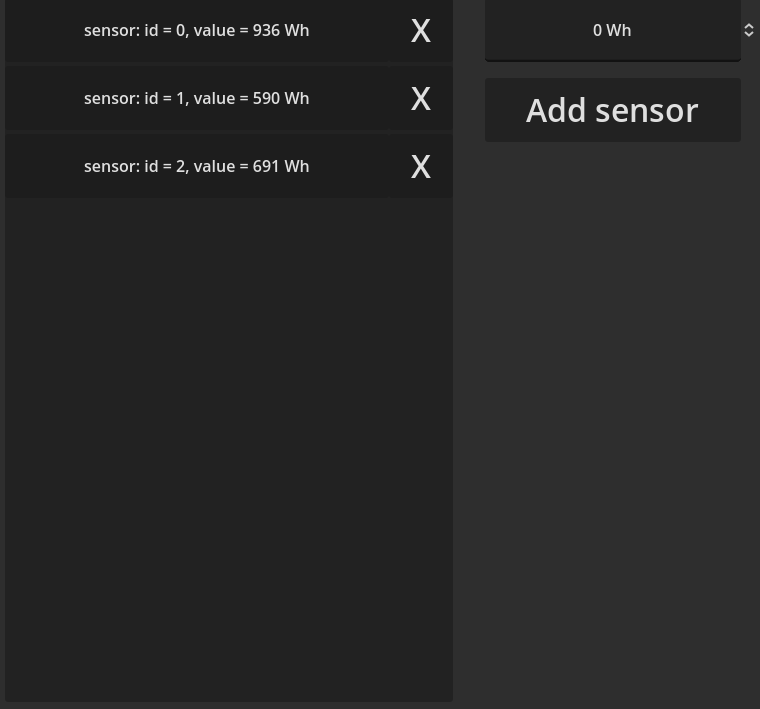 sensor: id = 0, value = 936 Wh X
sensor: id = 1, value = 590 Wh X
sensor: id = 2, value = 691 Wh X
0 Wh
Add sensor